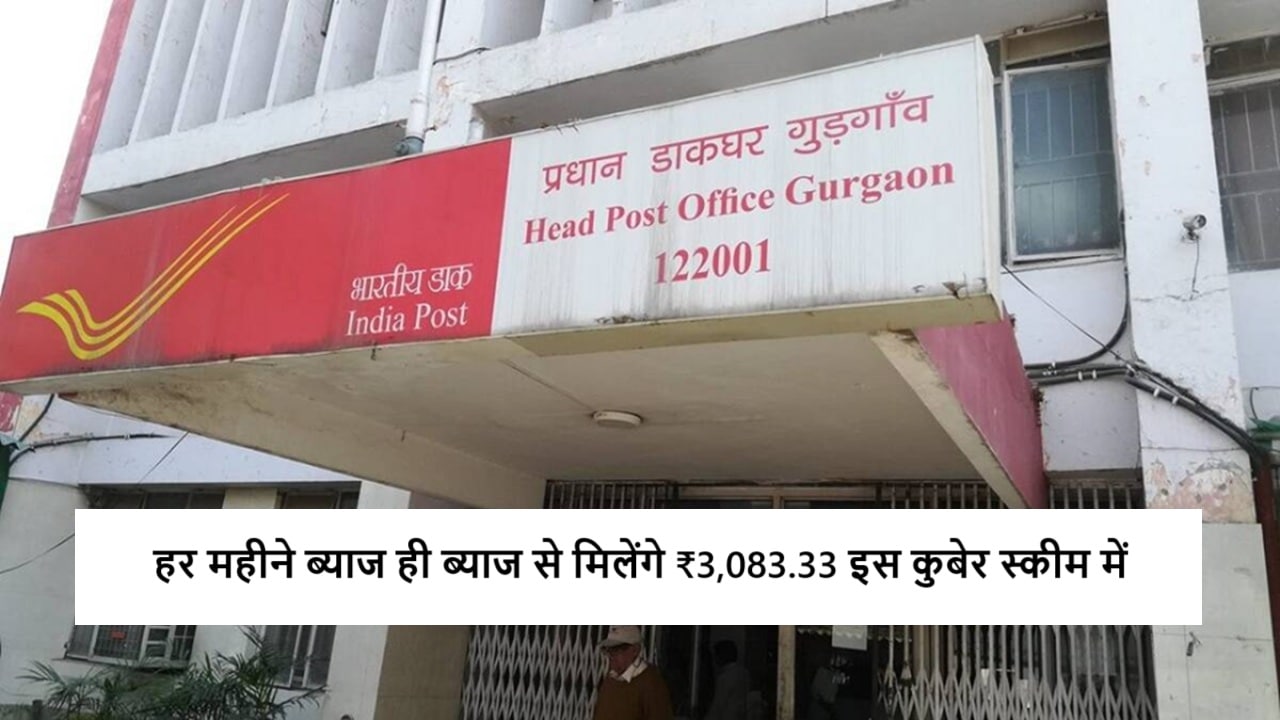 प्रधान डाकघर गुड़गाँव
Head Post Office Gurgaon
122001
भारतीय डाक
India Post
हर महीने ब्याज ही ब्याज से मिलेंगे ₹3,083.33 इस कुबेर स्कीम में